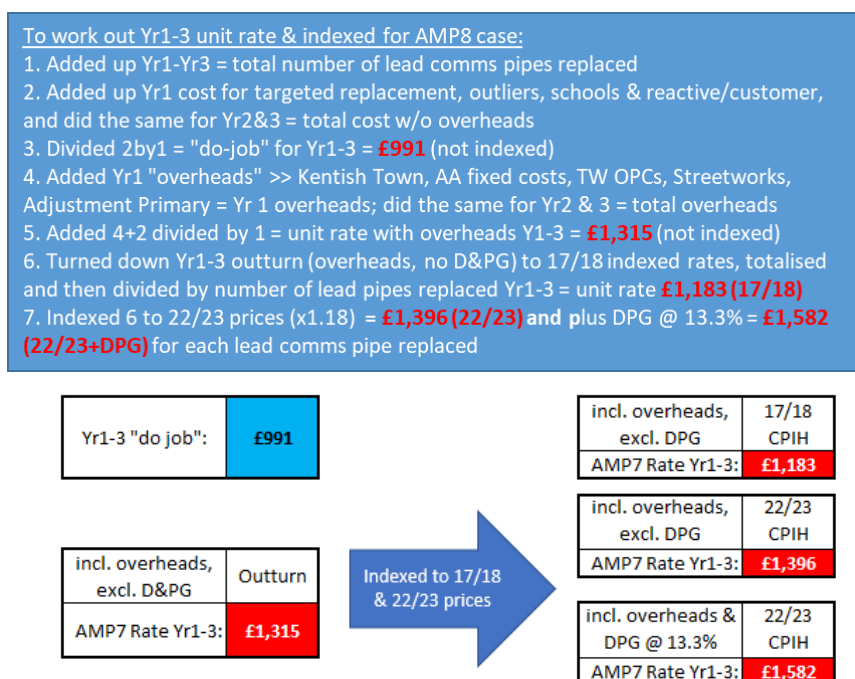 To work out Yr1-3 unit rate & indexed for AMP8 case:
1. Added up Yr1-Yr3 = total number of lead comms pipes replaced
2. Added up Yr1 cost for targeted replacement, outliers, schools & reactive/customer,
and did the same for Yr2&3 = total cost w/o overheads
3. Divided 2by1 = "do-job" for Yr1-3 = £991 (not indexed)
4. Added Yr1 "overheads" >> Kentish Town, AA fixed costs, TW OPCs, Streetworks,
Adjustment Primary = Yr 1 overheads; did the same for Yr2 & 3 = total overheads
5. Added 4+2 divided by 1 = unit rate with overheads Y1-3 = £1,315 (not indexed)
6. Turned down Yr1-3 outturn (overheads, no D&PG) to 17/18 indexed rates, totalised
and then divided by number of lead pipes replaced Yr1-3 = unit rate £1,183 (17/18)
7. Indexed 6 to 22/23 prices (x1.18) = £1,396 (22/23) and plus DPG @ 13.3% = £1,582
(22/23+DPG) for each lead comms pipe replaced
Yr1-3 "do job": £991
incl. overheads,
excl. D&PG
Outturn
AMP7 Rate Yr1-3: £1,315
Indexed to 17/18
& 22/23 prices
incl. overheads, 17/18
excl. DPG CPIH
AMP7 Rate Yr1-3: £1,183
incl. overheads, 22/23
excl. DPG CPIH
AMP7 Rate Yr1-3: £1,396
incl. overheads & 22/23
DPG @ 13.3% CPIH
AMP7 Rate Yr1-3: £1,582